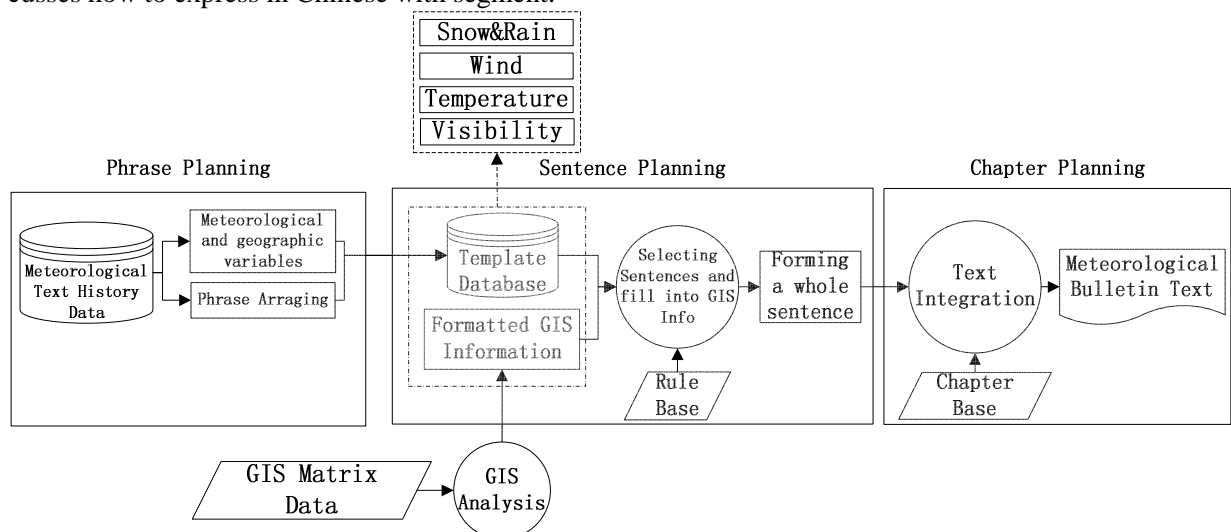 cusses how to express in Chinese with segment.
Snow&Rain
Wind
Temperature
Visibility
Phrase Planning
Sentence Planning
Chapter Planning
Meteorological
Text History
Data
Meteorological
and geographic
variables
Phrase Arraging
Template
Database
Formatted GIS
Information
Selecting
Sentences and
fill into GIS
Info
Forming
a whole
sentence
Rule
Base
Text
Integration
Meteorological
Bulletin Text
Chapter
Base
GIS Matrix
Data
GIS
Analysis